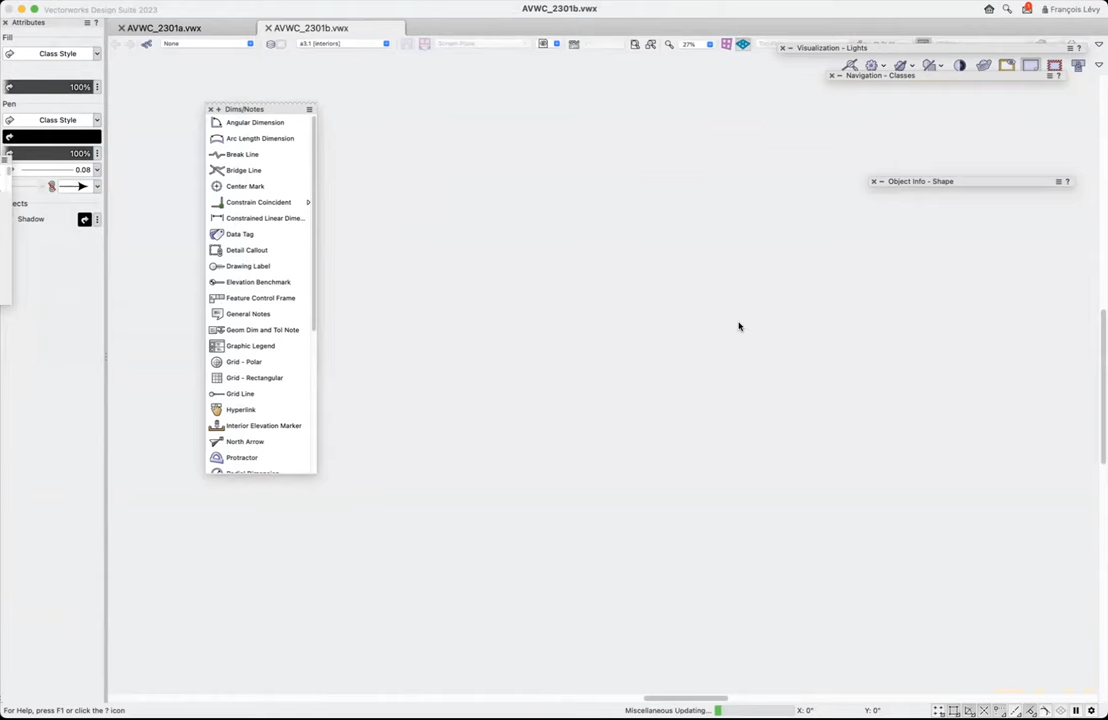 Vectorworks Design Suite 2023
AVWC_2301b.vwx
François Lévy
Attributes
?
AVWC_2301a.vwx
AVWC_2301b.vwx
Fill
Class Style
100%
Pen
Class Style
100%
0.08
Shadow
None
a3.1 [interiors]
Screen Plane
27%
Visualization - Lights
?
Navigation - Classes
?
Object Info - Shape
?
Dims/Notes
Angular Dimension
Arc Length Dimension
Break Line
Bridge Line
Center Mark
Constrain Coincident
Constrained Linear Dime...
Data Tag
Detail Callout
Drawing Label
Elevation Benchmark
Feature Control Frame
General Notes
Geom Dim and Tol Note
Graphic Legend
Grid - Polar
Grid - Rectangular
Grid Line
Hyperlink
Interior Elevation Marker
North Arrow
Protractor
For Help, press F1 or click the ? icon
Miscellaneous Updating...
X: 0"
Y: 0"